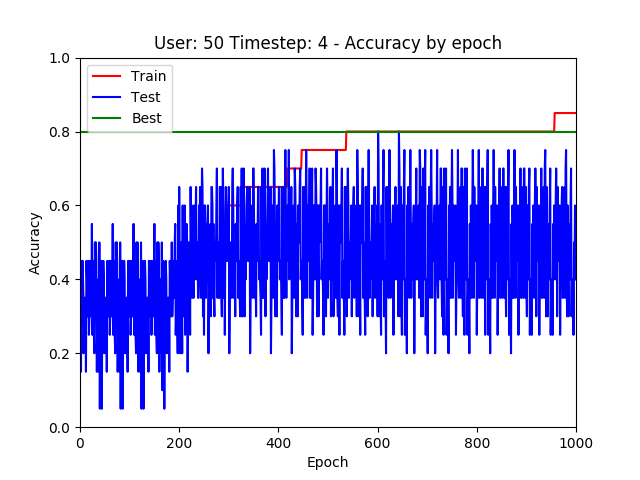 User: 50 Timestep: 4 - Accuracy by epoch
1.0
Train
Test
Best
0.8
0.6
Accuracy
0.4
0.2
0.0
0 200 400 600 800 1000
Epoch